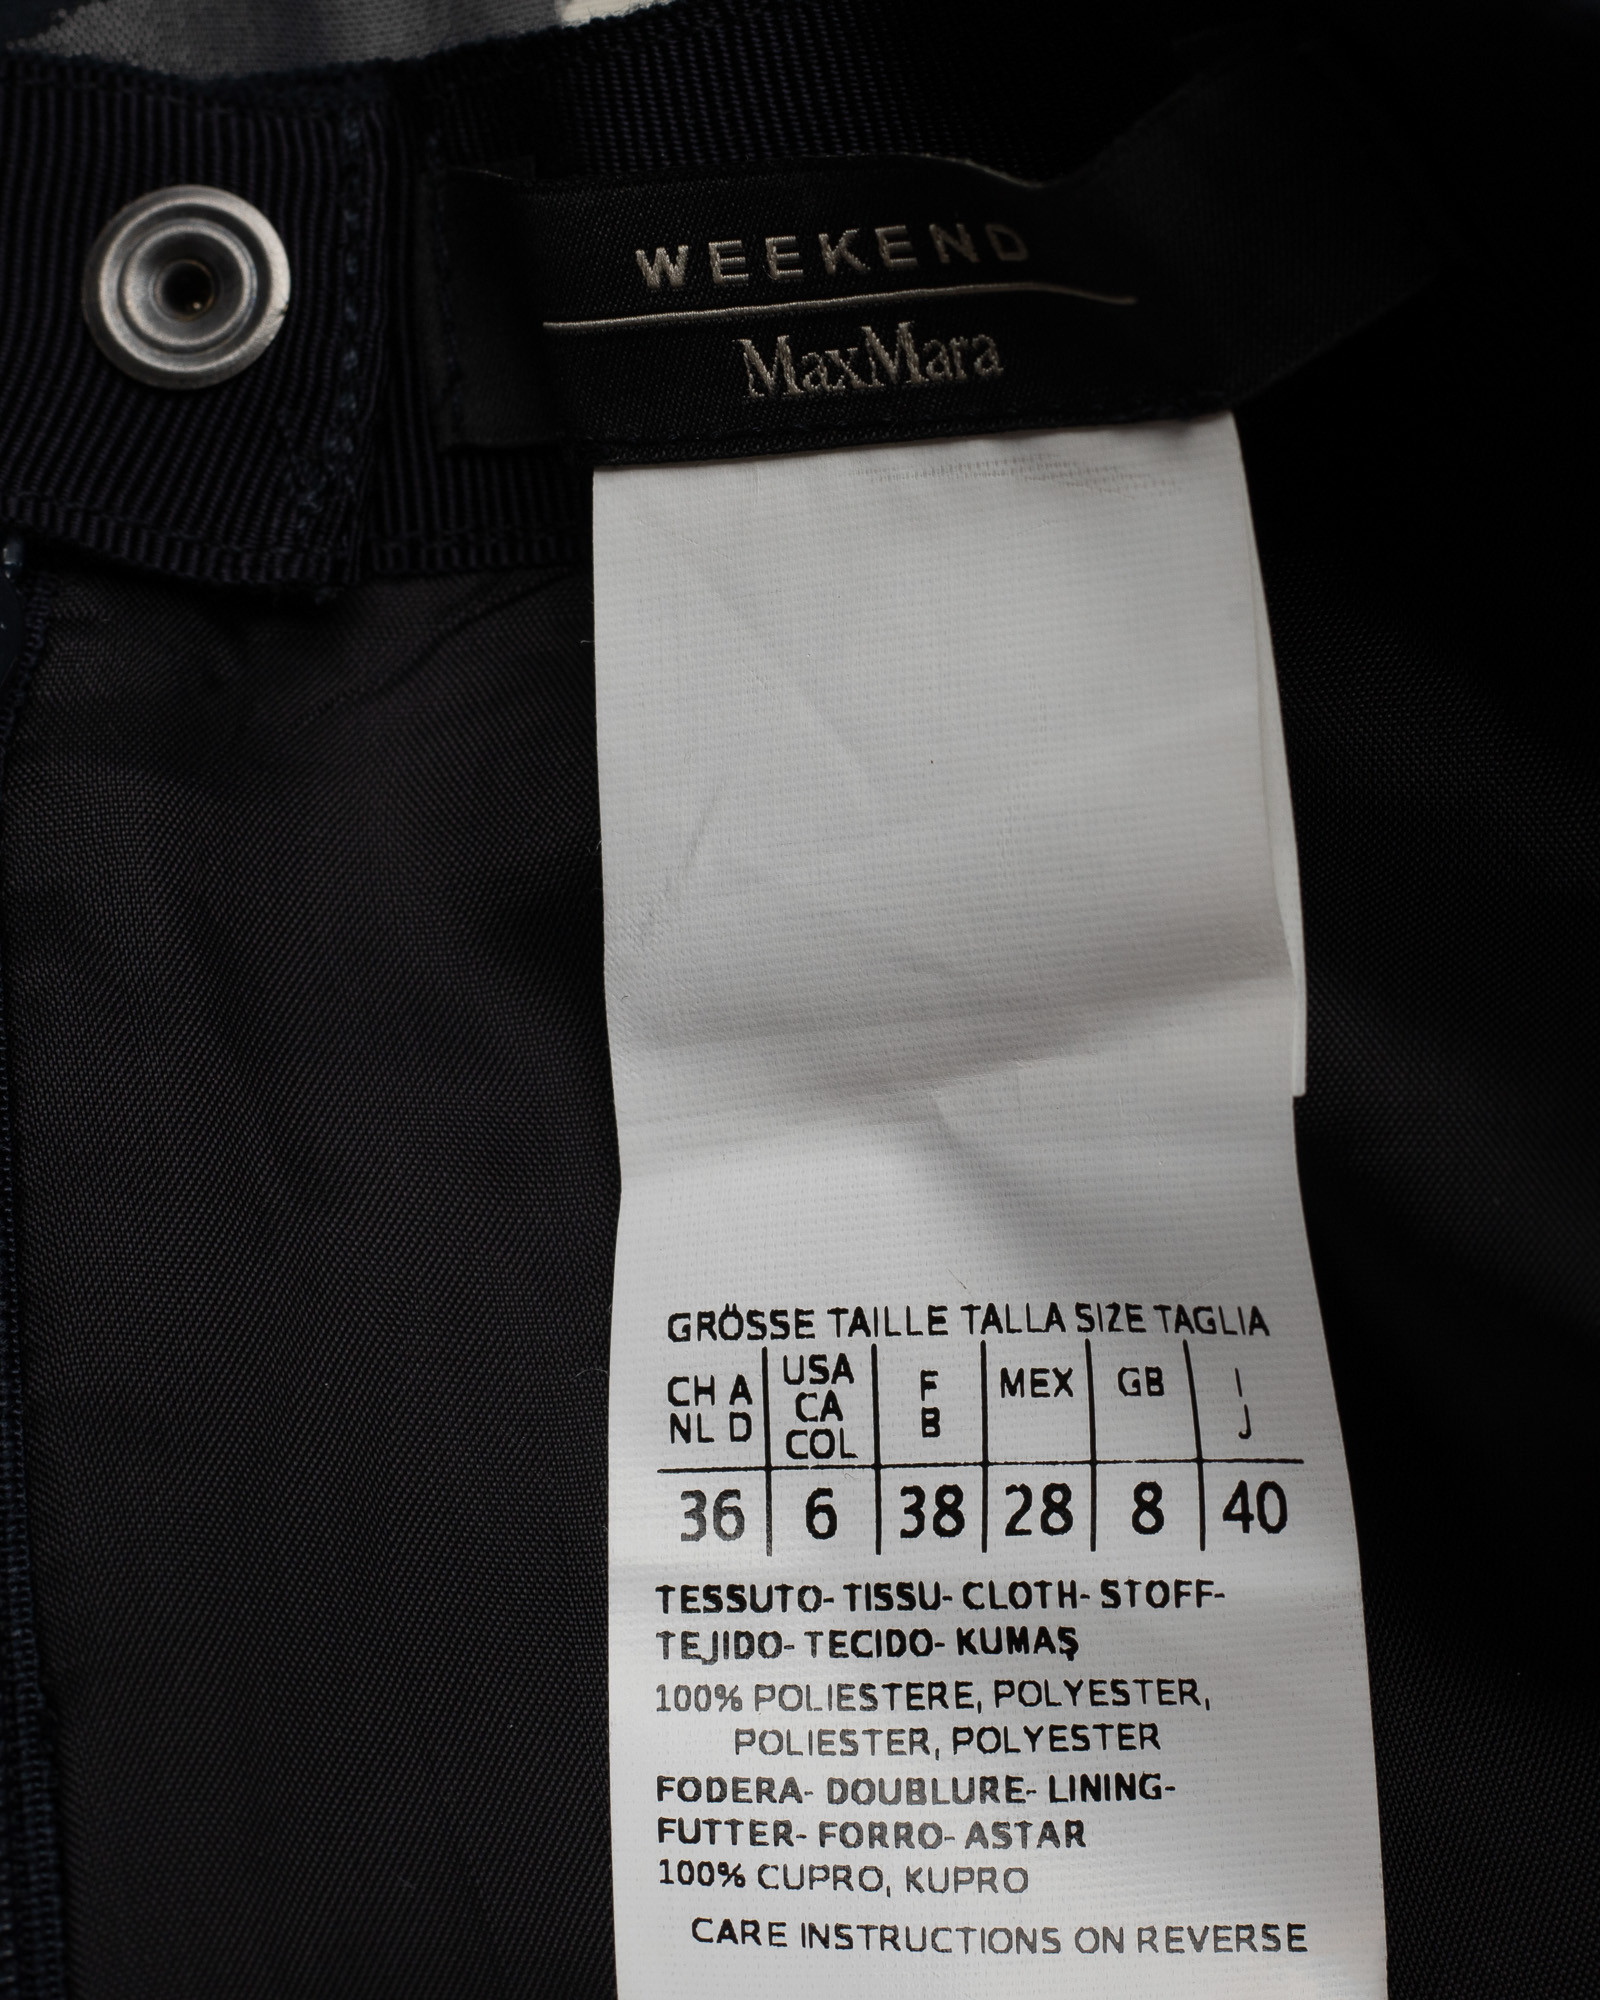 WEEKEND
MaxMara
GRÖSSE TAILLE TALLA SIZE TAGLIA
CH A
NL D
USA
CA
COL
F
B
MEX
GB
I
J
36 6 38 28 8 40
TESSUTO- TISSU- CLOTH- STOFF-
TEJIDO- TECIDO- KUMAŞ
100% POLIESTERE, POLYESTER,
POLIESTER, POLYESTER
FODERA- DOUBLURE- LINING-
FUTTER- FORRO- ASTAR
100% CUPRO, KUPRO
CARE INSTRUCTIONS ON REVERSE